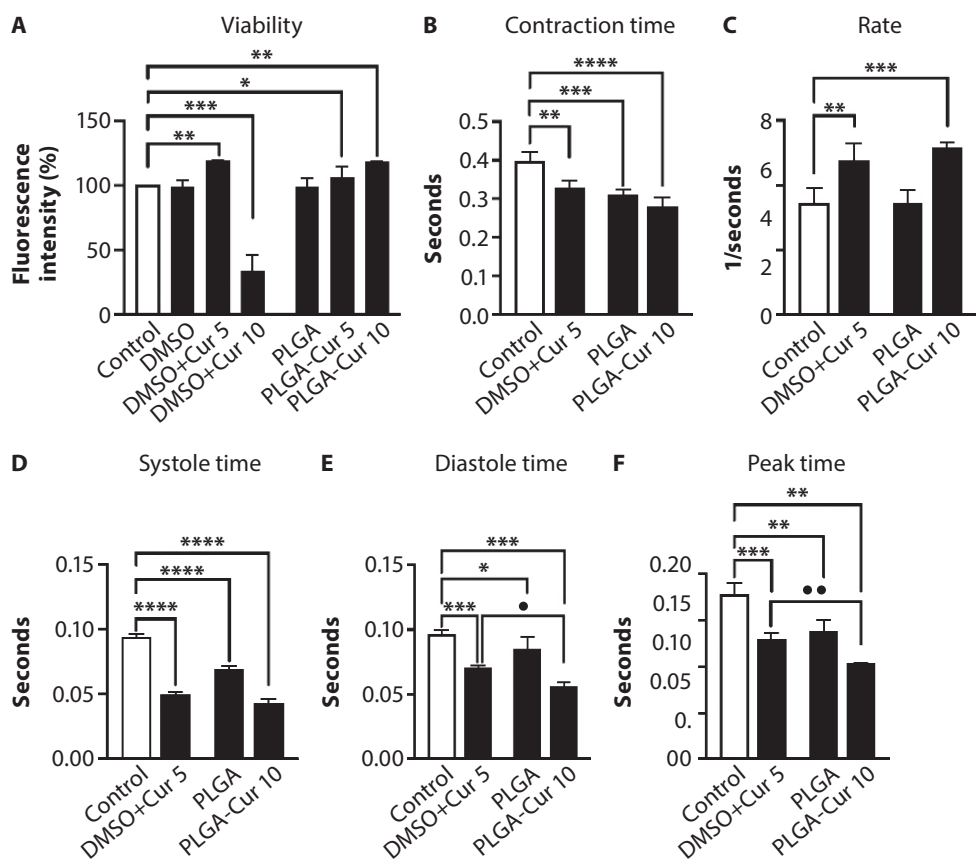 A Viability
**
*
***
**
Fluorescence
intensity (%)
150
100
50
0
Control
DMSO
DMSO+Cur 5
DMSO+Cur 10
PLGA
PLGA-Cur 5
PLGA-Cur 10
B Contraction time
****
***
**
Seconds
0.5
0.4
0.3
0.2
0.1
0.0
Control
DMSO+Cur 5
PLGA
PLGA-Cur 10
C Rate
***
**
1/seconds
8
6
4
2
0
Control
DMSO+Cur 5
PLGA
PLGA-Cur 10
D Systole time
****
****
****
Seconds
0.15
0.10
0.05
0.00
Control
DMSO+Cur 5
PLGA
PLGA-Cur 10
E Diastole time
***
*
•
***
Seconds
0.15
0.10
0.05
0.00
Control
DMSO+Cur 5
PLGA
PLGA-Cur 10
F Peak time
**
**
***
••
Seconds
0.20
0.15
0.10
0.05
0.
00
Control
DMSO+Cur 5
PLGA
PLGA-Cur 10